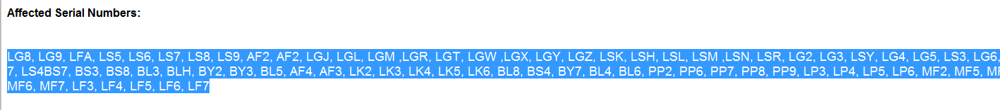 Affected Serial Numbers:
LG8, LG9, LFA, LS5, LS6, LS7, LS8, LS9, AF2, AF2, LGJ, LGL, LGM ,LGR, LGT, LGW ,LGX, LGY, LGZ, LSK, LSH, LSL, LSM ,LSN, LSR, LG2, LG3, LSY, LG4, LG5, LS3, LG6,
7, LS4BS7, BS3, BS8, BL3, BLH, BY2, BY3, BL5, AF4, AF3, LK2, LK3, LK4, LK5, LK6, BL8, BS4, BY7, BL4, BL6, PP2, PP6, PP7, PP8, PP9, LP3, LP4, LP5, LP6, MF2, MF5,
MF6, MF7, LF3, LF4, LF5, LF6, LF7